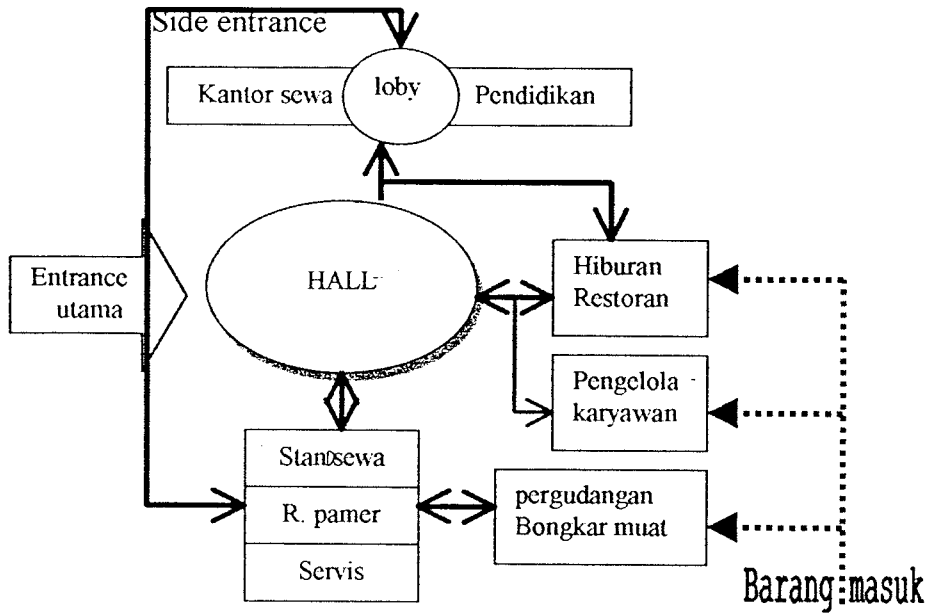 Side entrance
Kantor sewa
loby
Pendidikan
Entrance
utama
HALL
Hiburan
Restoran
Pengelola
karyawan
Stan sewa
R. pamer
Servis
pergudangan
Bongkar muat
Barang masuk